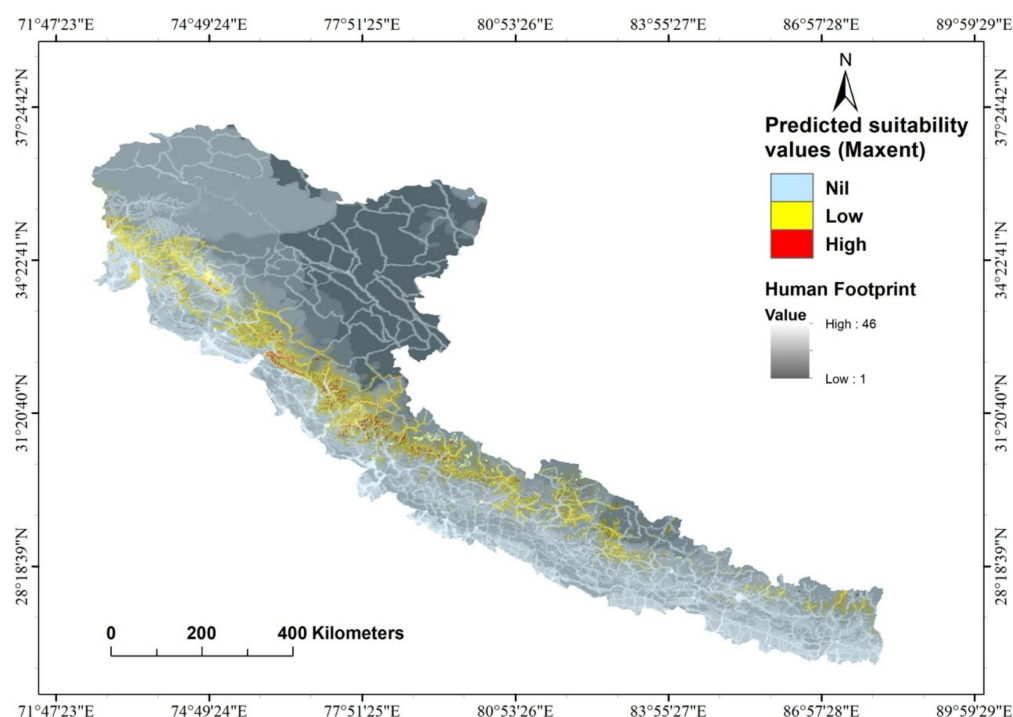 71°47'23"E 74°49'24"E 77°51'25"E 80°53'26"E 83°55'27"E 86°57'28"E 89°59'29"E
37°24'42"N
37°24'42"N
N
Predicted suitability
values (Maxent)
Nil
Low
High
34°22'41"N
34°22'41"N
Human Footprint
Value
High : 46
Low : 1
31°20'40"N
31°20'40"N
28°18'39"N
28°18'39"N
0 200 400 Kilometers
71°47'23"E 74°49'24"E 77°51'25"E 80°53'26"E 83°55'27"E 86°57'28"E 89°59'29"E